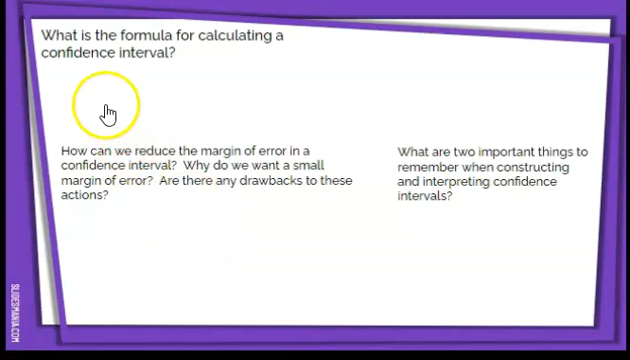 What is the formula for calculating a
confidence interval?
How can we reduce the margin of error in a
confidence interval? Why do we want a small
margin of error? Are there any drawbacks to these
actions?
What are two important things to
remember when constructing
and interpreting confidence
intervals?
SLIDESMANIA.COM